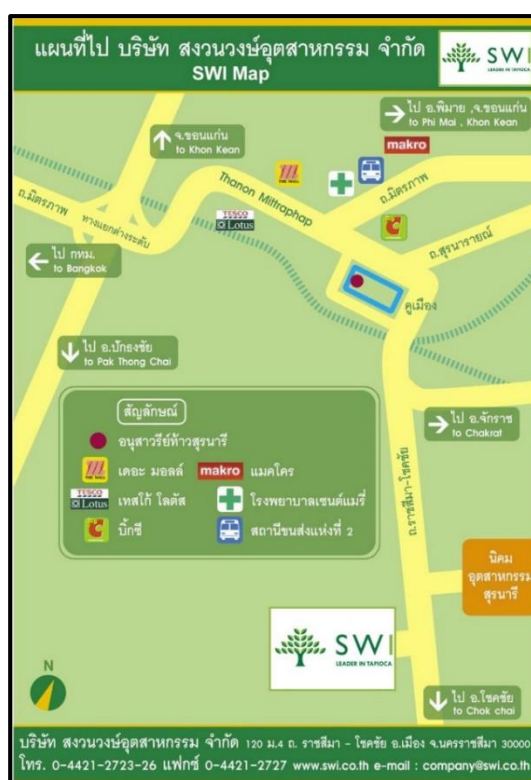 แผนที่ไป บริษัท สงวนวงษ์อุตสาหกรรม จำกัด
SWI Map
SWI
LEADER IN TAPIOCA
ไป อ.พิมาย ,จ.ขอนแก่น
to Phi Mai , Khon Kean
จ.ขอนแก่น
to Khon Kean
makro
THE MALL
Thanon Mittraphap
ถ.มิตรภาพ
ถ.มิตรภาพ
ทางแยกต่างระดับ
TESCO
Lotus
ถ.สุรนารายณ์
ไป กทม.
to Bangkok
คูเมือง
ไป อ.ปักธงชัย
to Pak Thong Chai
สัญลักษณ์
อนุสาวรีย์ท้าวสุรนารี
THE MALL
เดอะ มอลล์
makro
แมคโคร
TESCO
Lotus
เทสโก้ โลตัส
โรงพยาบาลเซนต์แมรี่
บิ๊กซี
สถานีขนส่งแห่งที่ 2
ไป อ.จักราช
to Chakrat
ถ.ราชสีมา-โชคชัย
นิคม
อุตสาหกรรม
สุรนารี
SWI
LEADER IN TAPIOCA
N
ไป อ.โชคชัย
to Chok chai
บริษัท สงวนวงษ์อุตสาหกรรม จำกัด 120 ม.4 ถ. ราชสีมา - โชคชัย อ.เมือง จ.นครราชสีมา 30000
โทร. 0-4421-2723-26 แฟกซ์ 0-4421-2727 www.swi.co.th e-mail : company@swi.co.th